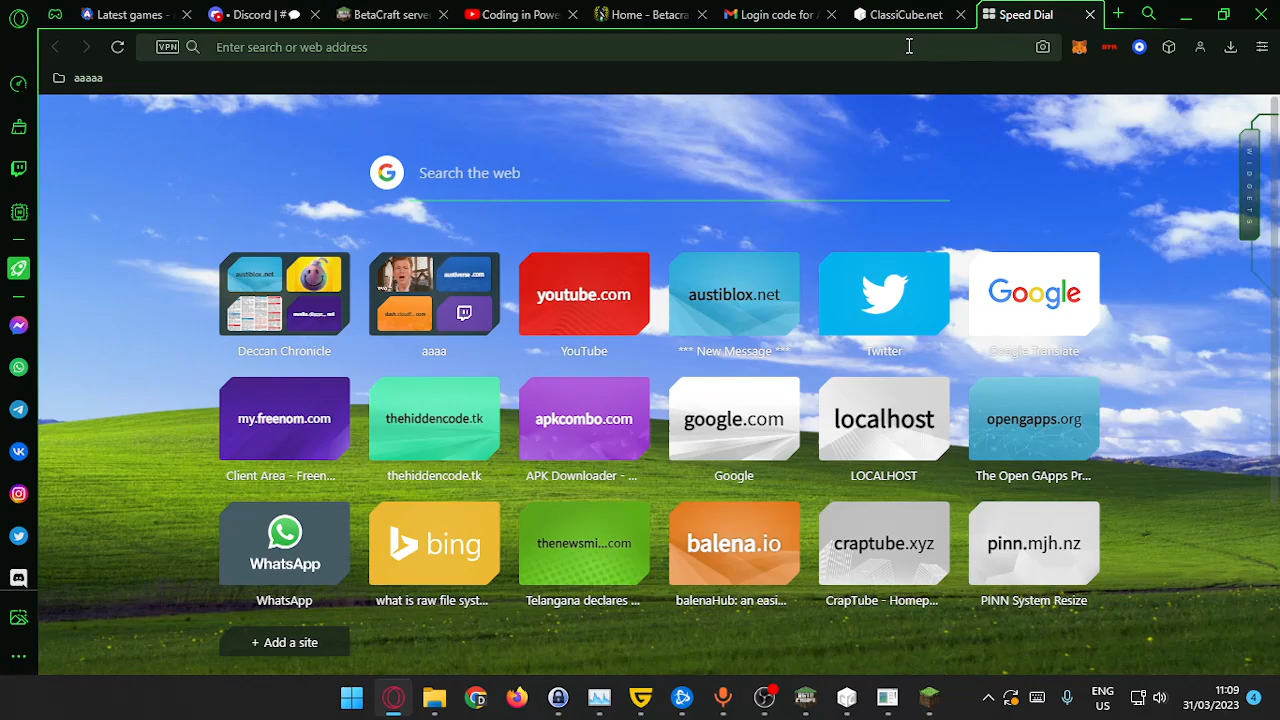 Latest games -
• Discord | #
BetaCraft server
Coding in Powe
Home - Betacra
Login code for A
ClassiCube.net
Speed Dial
VPN
Enter search or web address
aaaaa
Search the web
WIDGETS
austiblox.net
austiverse.com
youtube.com
austiblox.net
Google
Deccan Chronicle
aaaa
YouTube
*** New Message ***
Twitter
Google Translate
my.freenom.com
thehiddencode.tk
apkcombo.com
google.com
localhost
opengapps.org
Client Area - Freen...
thehiddencode.tk
APK Downloader - ...
Google
LOCALHOST
The Open GApps Pr...
WhatsApp
bing
thenewsmi...com
balena.io
craptube.xyz
pinn.mjh.nz
WhatsApp
what is raw file syst...
Telangana declares ...
balenaHub: an easi...
CrapTube - Homep...
PINN System Resize
+ Add a site
ENG
US
11:09
31/03/2023
4